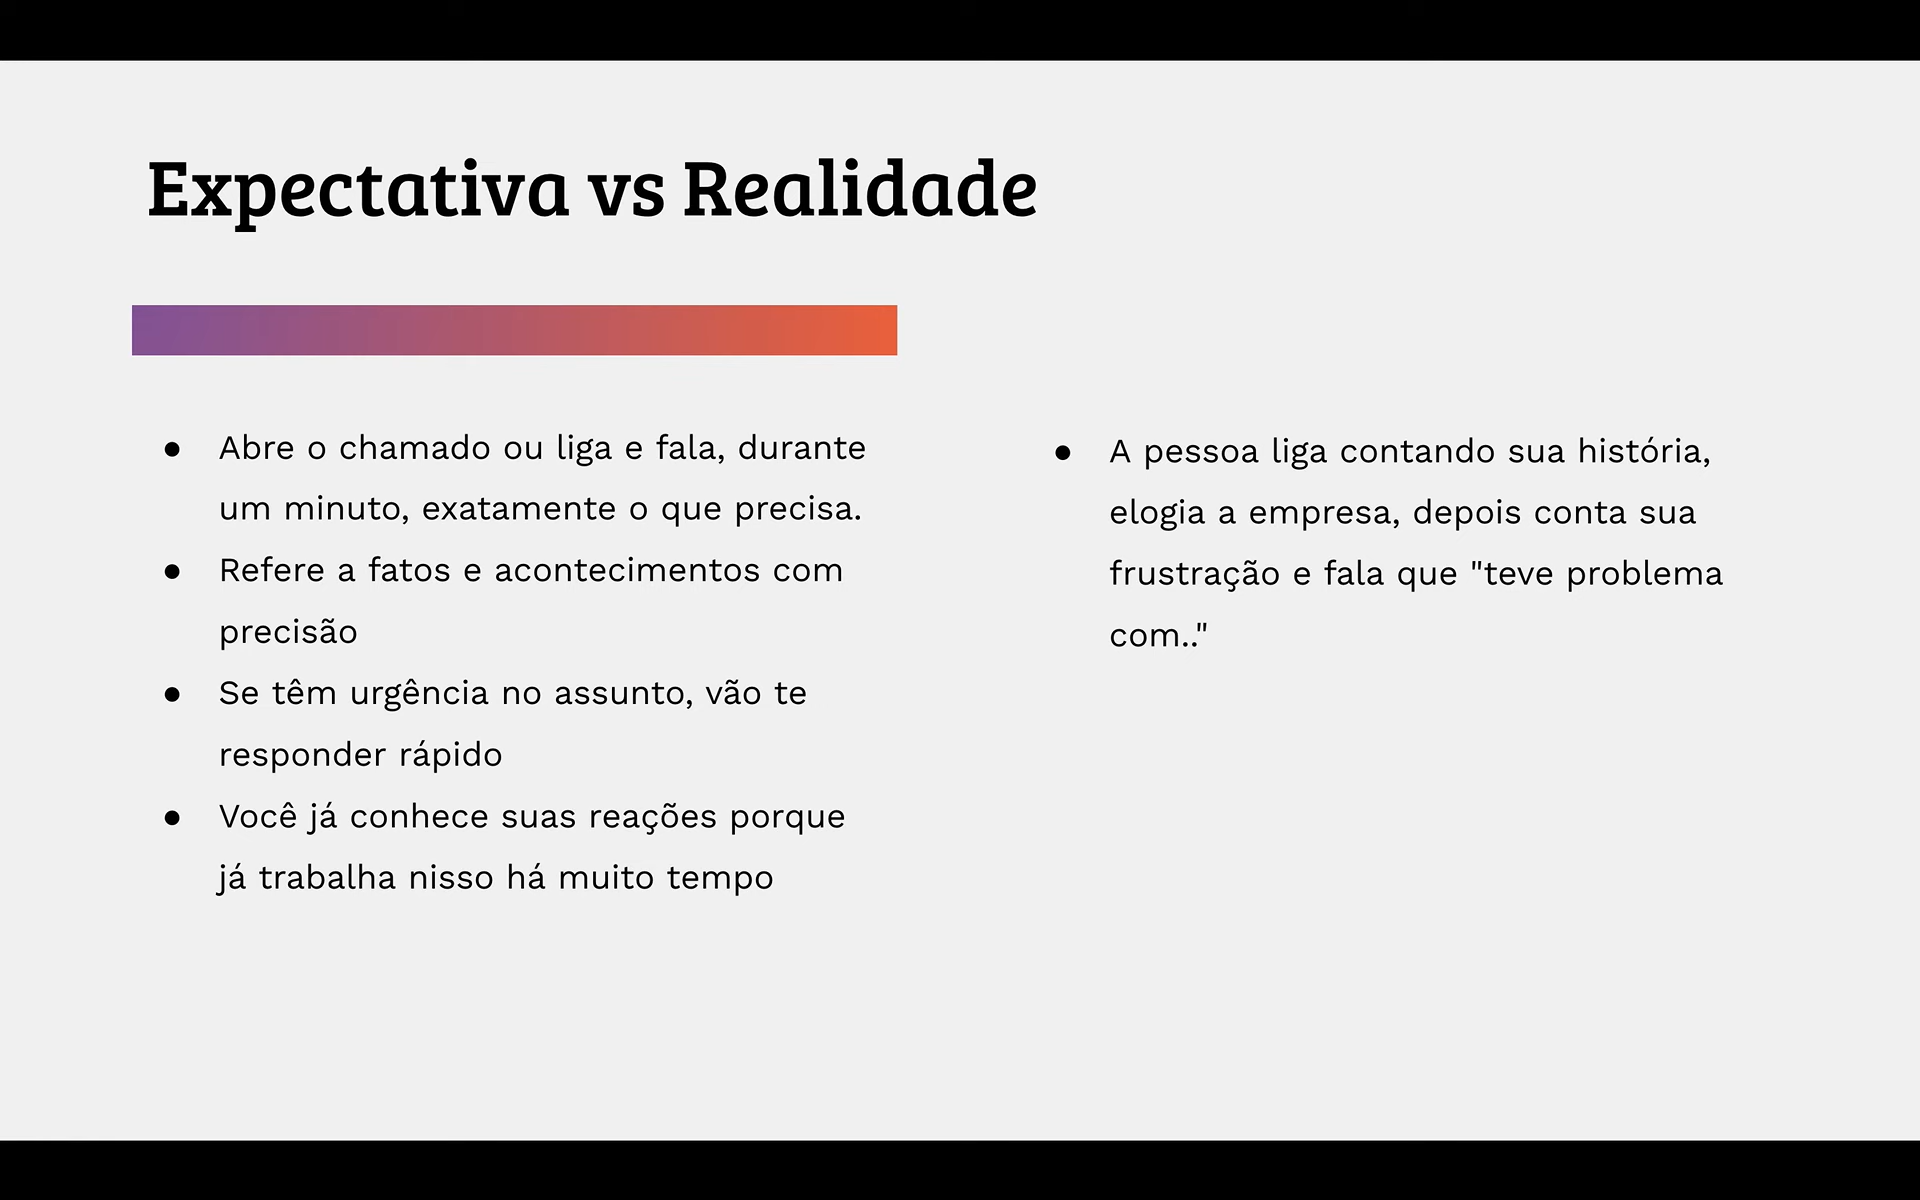 Expectativa vs Realidade
● Abre o chamado ou liga e fala, durante
um minuto, exatamente o que precisa.
● Refere a fatos e acontecimentos com
precisão
● Se têm urgência no assunto, vão te
responder rápido
● Você já conhece suas reações porque
já trabalha nisso há muito tempo
● A pessoa liga contando sua história,
elogia a empresa, depois conta sua
frustração e fala que "teve problema
com.."